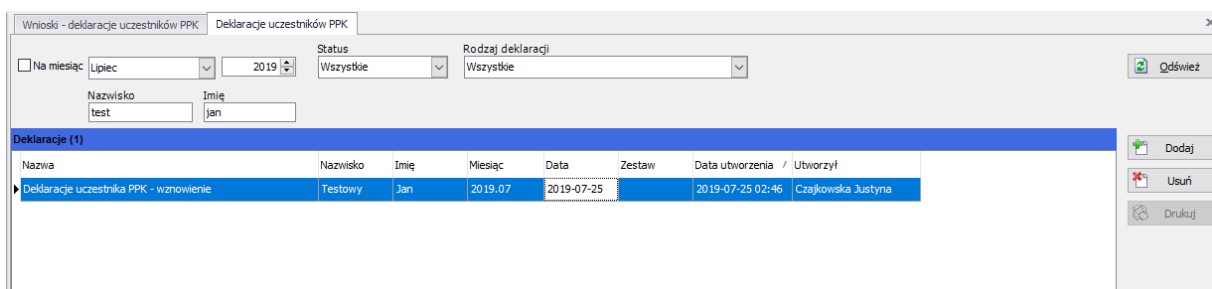 Wnioski - deklaracje uczestników PPK Deklaracje uczestników PPK
Status Rodzaj deklaracji
Na miesiąc Lipiec 2019 Wszystkie Wszystkie Odśwież
Nazwisko Imię
test jan
Deklaracje (1)
Dodaj
Nazwa Nazwisko Imię Miesiąc Data Zestaw Data utworzenia / Utworzył
Usuń
Deklaracje uczestnika PPK - wznowienie Testowy Jan 2019.07 2019-07-25 2019-07-25 02:46 Czajkowska Justyna
Drukuj